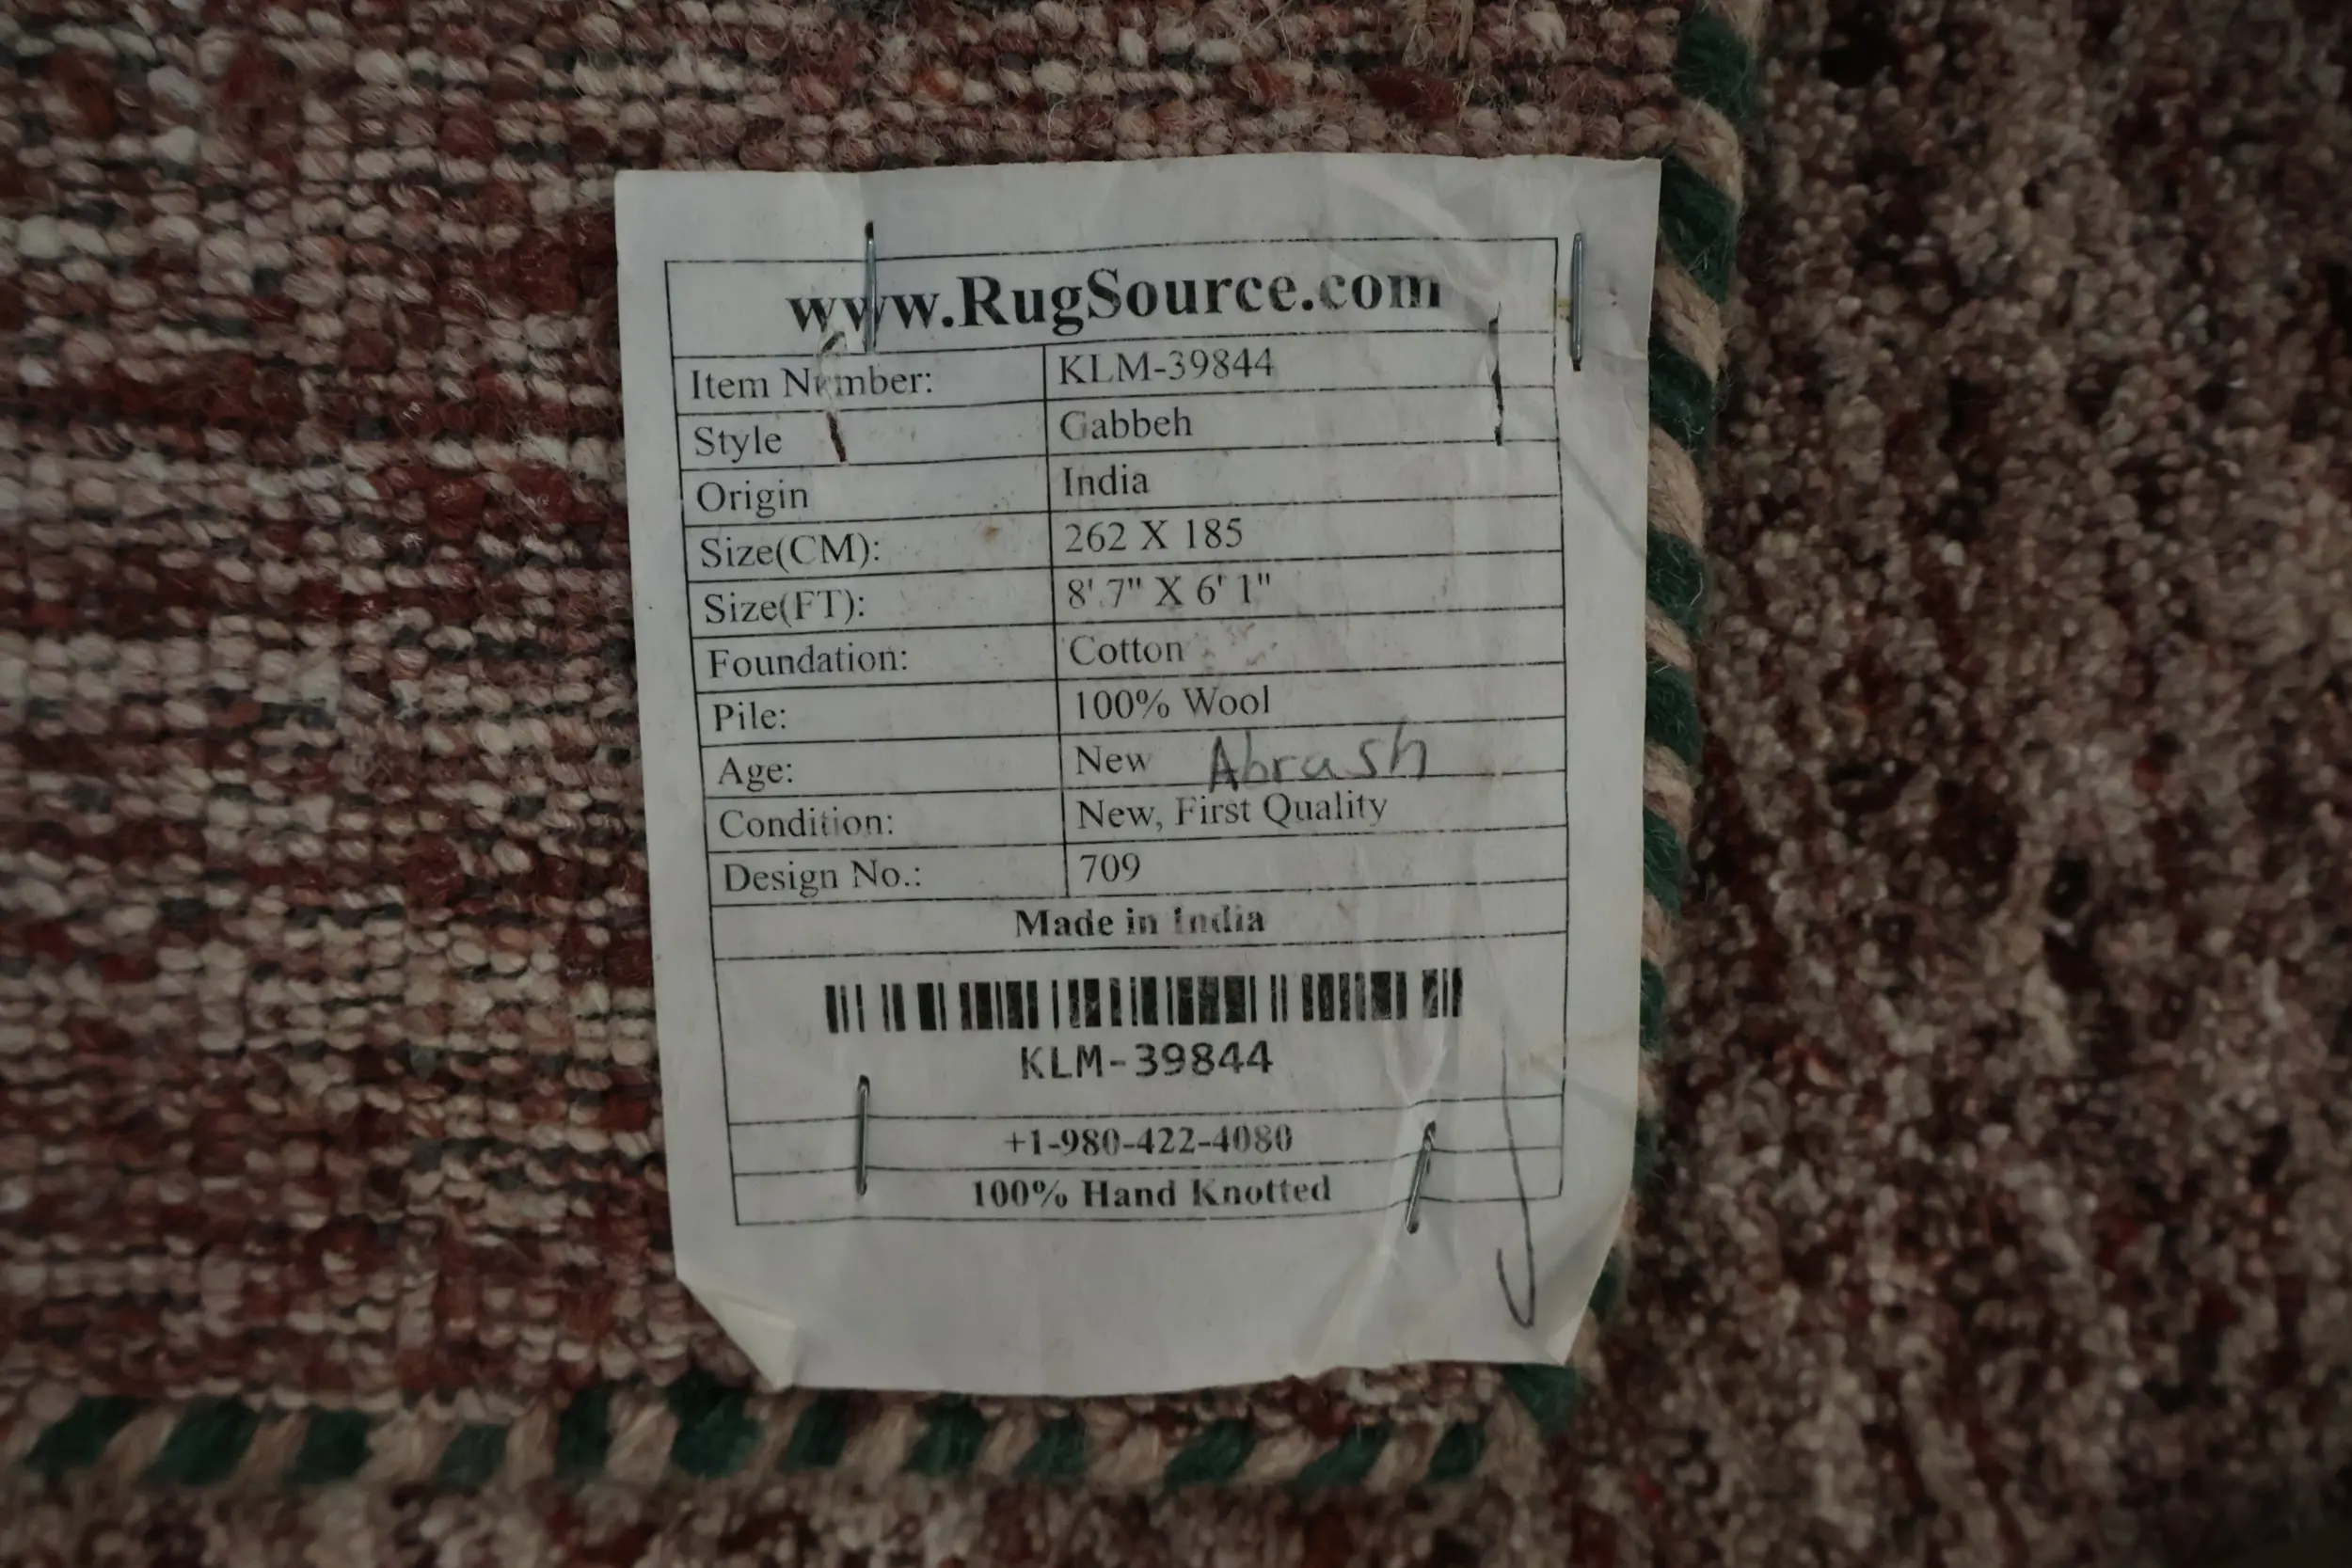 www.RugSource.com
Item Number: KLM-39844
Style Gabbeh
Origin India
Size(CM): 262 X 185
Size(FT): 8' 7" X 6' 1"
Foundation: Cotton
Pile: 100% Wool
Age: New Abrash
Condition: New, First Quality
Design No.: 709
Made in India
KLM-39844
+1-980-422-4080
100% Hand Knotted